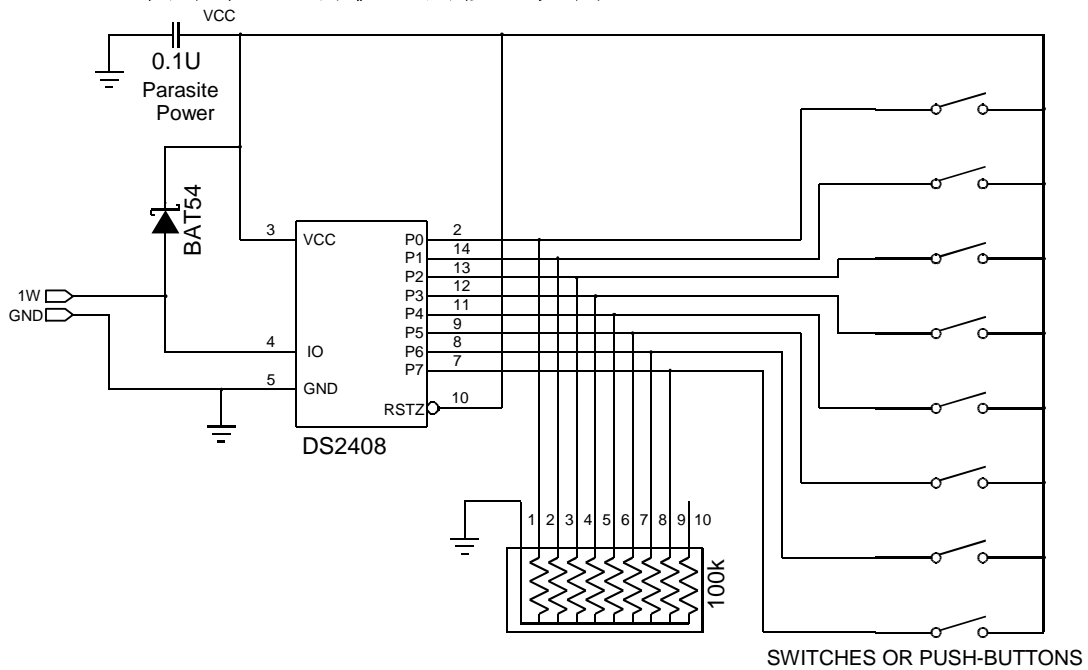 VCC
0.1U
Parasite
Power
BAT54
3
VCC
P0
2
P1
14
P2
13
P3
12
P4
11
P5
9
P6
8
P7
7
1W
GND
4
IO
5
GND
RSTZ
10
DS2408
1 2 3 4 5 6 7 8 9 10
100k
SWITCHES OR PUSH-BUTTONS